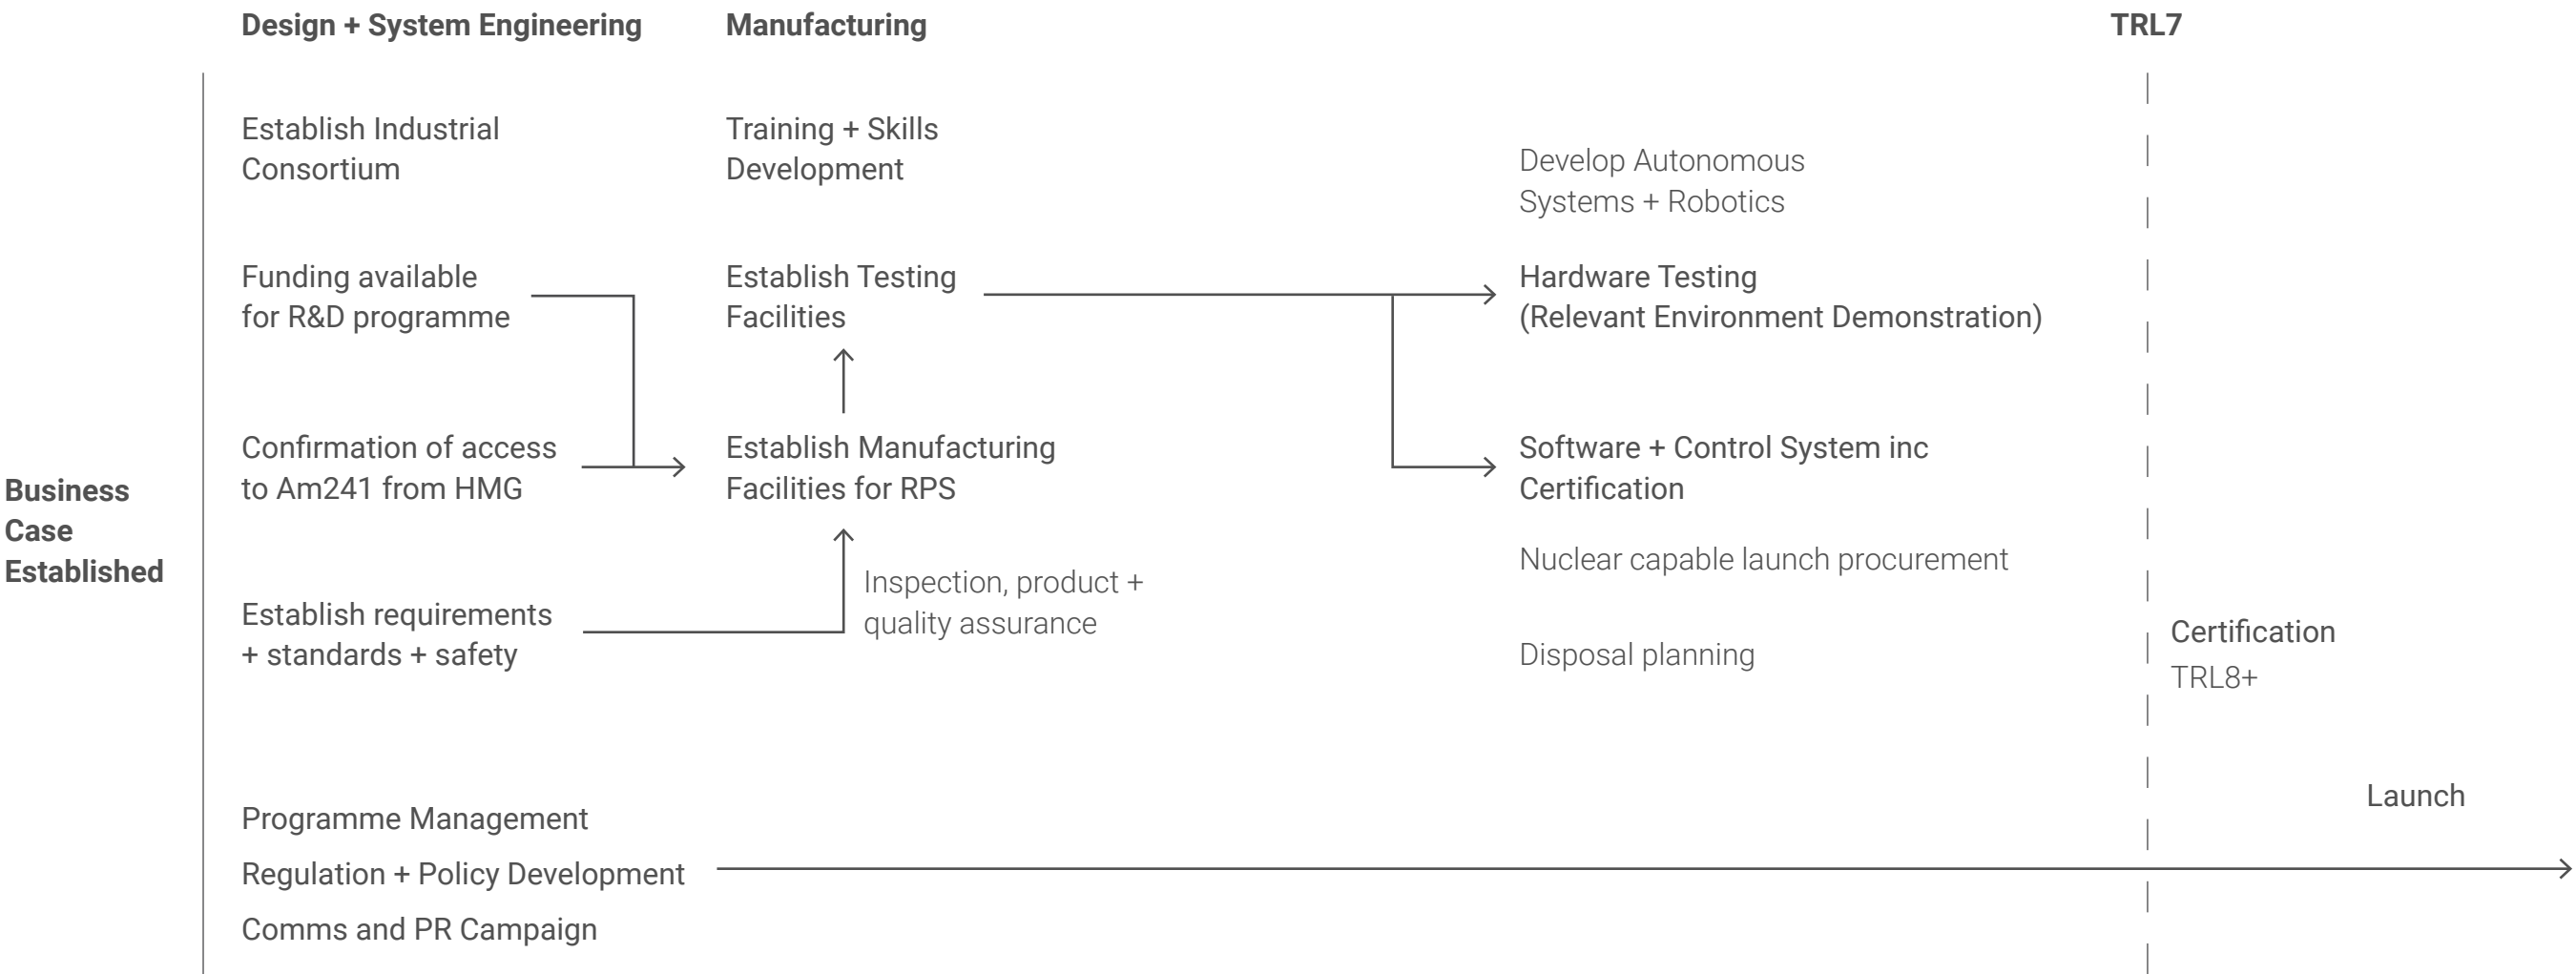 Design + System Engineering
Manufacturing
TRL7
Business
Case
Established
Establish Industrial
Consortium
Funding available
for R&D programme
Confirmation of access
to Am241 from HMG
Establish requirements
+ standards + safety
Programme Management
Regulation + Policy Development
Comms and PR Campaign
Training + Skills
Development
Establish Testing
Facilities
Establish Manufacturing
Facilities for RPS
Inspection, product +
quality assurance
Develop Autonomous
Systems + Robotics
Hardware Testing
(Relevant Environment Demonstration)
Software + Control System inc
Certification
Nuclear capable launch procurement
Disposal planning
Certification
TRL8+
Launch